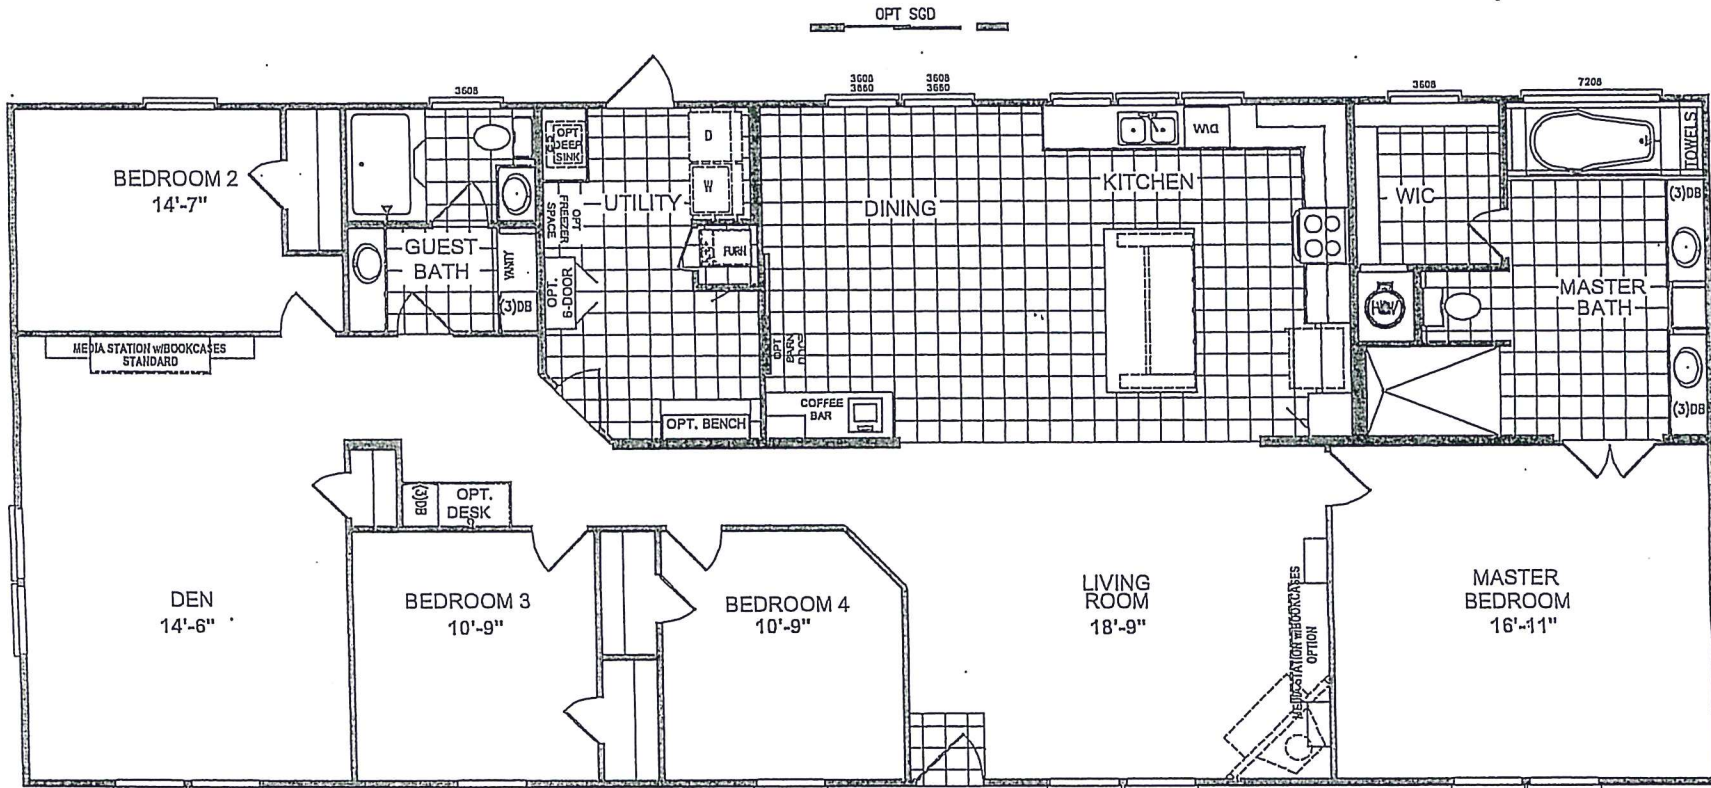 OPT SGD
3608
3608
3660
3608
3660
3608
7208
BEDROOM 2
14'-7"
OPT
DEEP
SINK
D
W
UTILITY
OPT
FREEZER
SPACE
FURN
OPT.
9-DOOR
GUEST
BATH
VANITY
(3)DB
DINING
KITCHEN
DW
WIC
TOWELS
(3)DB
MASTER
BATH
(3)DB
MEDIA STATION w/BOOKCASES
STANDARD
OPT
BARN
DOOR
COFFEE
BAR
OPT. BENCH
(3)DB
OPT.
DESK
DEN
14'-6"
BEDROOM 3
10'-9"
BEDROOM 4
10'-9"
LIVING
ROOM
18'-9"
MEDIA STATION w/BOOKCASES
OPTION
MASTER
BEDROOM
16'-11"